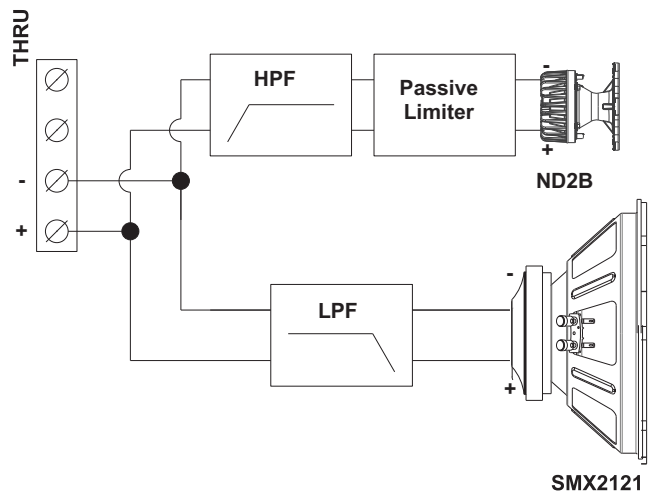 THRU
HPF
Passive
Limiter
-
+
ND2B
-
+
LPF
-
+
SMX2121